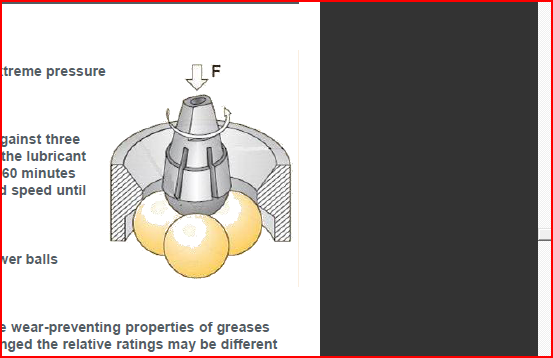 F
xtreme pressure
gainst three
the lubricant
60 minutes
d speed until
wer balls
e wear-preventing properties of greases
nged the relative ratings may be different